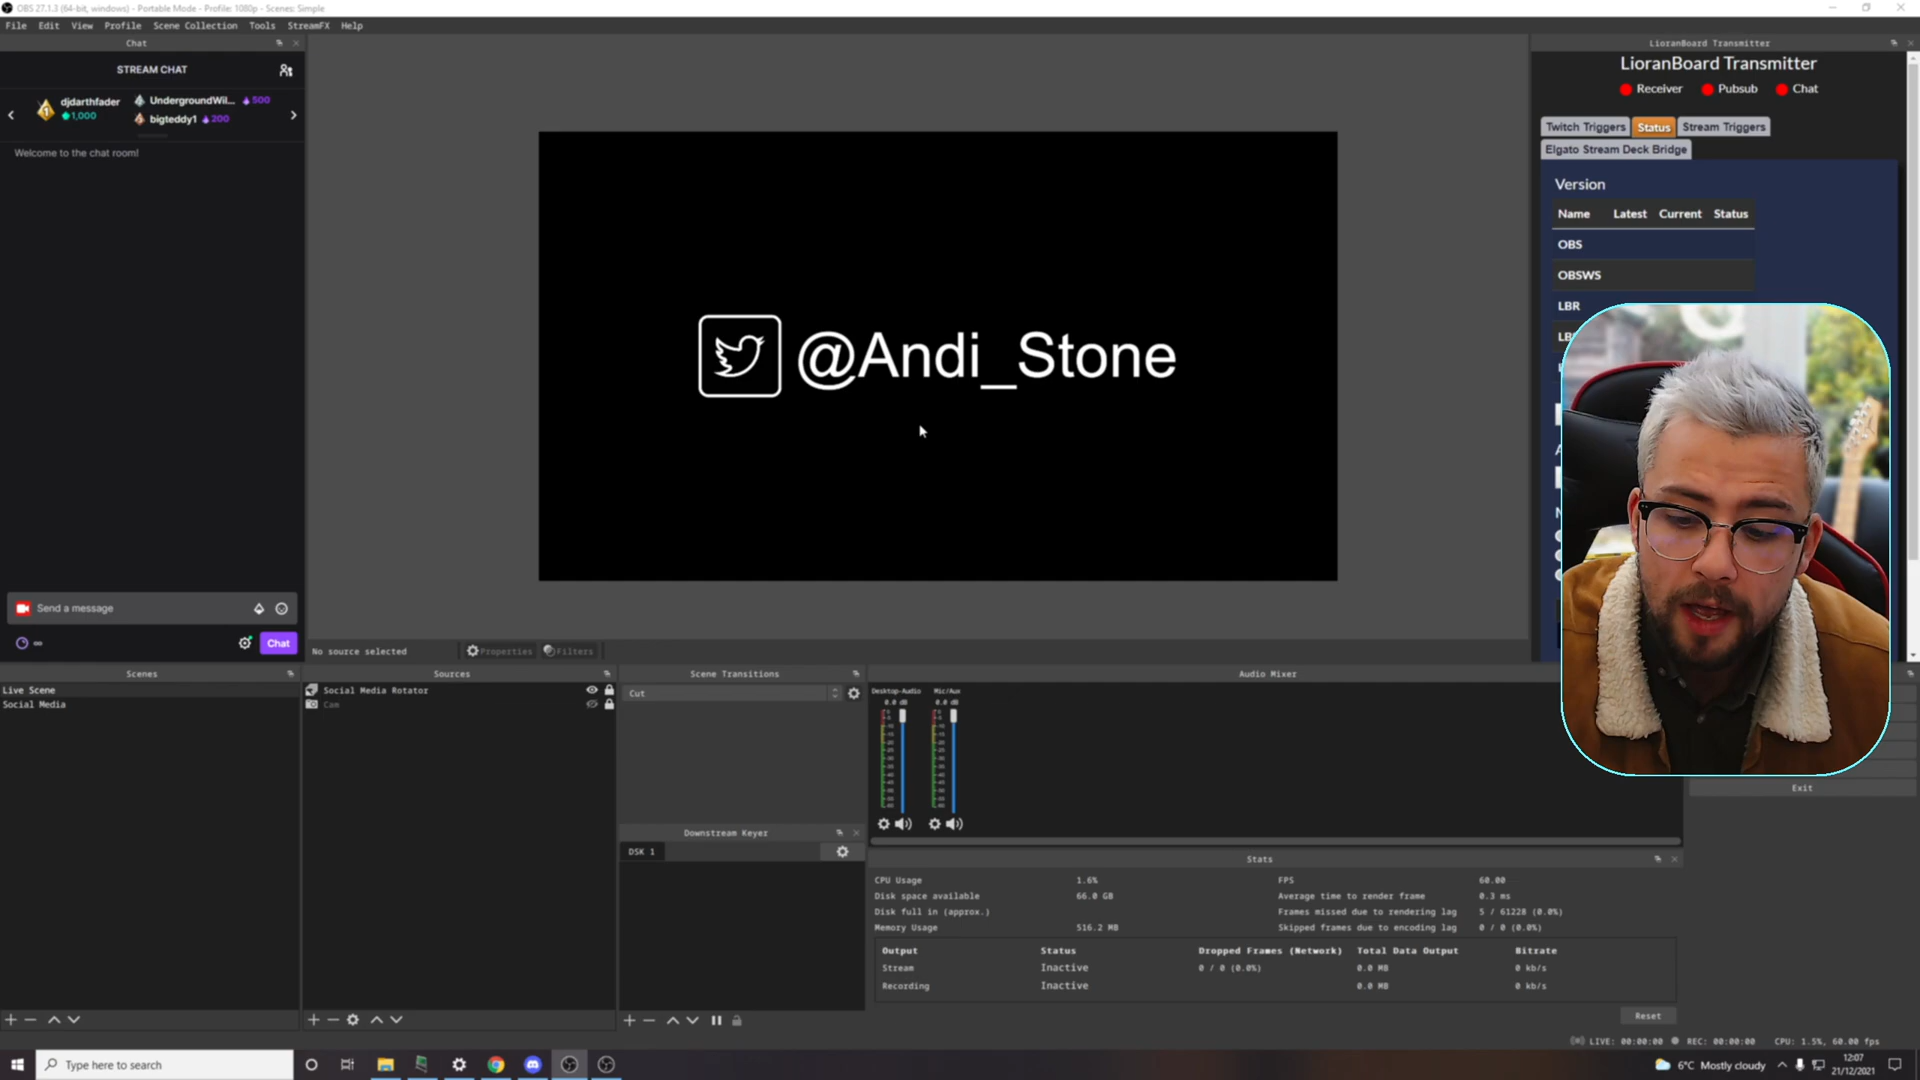 OBS 27.1.3 (64-bit, windows) - Portable Mode - Profile: 1080p - Scenes: Simple
File Edit View Profile Scene Collection Tools StreamFX Help
Chat
STREAM CHAT
djdarthfader
1,000
UndergroundWil... 500
bigteddy1 200
Welcome to the chat room!
Send a message
Chat
@Andi_Stone
LioranBoard Transmitter
LioranBoard Transmitter
Receiver Pubsub Chat
Twitch Triggers Status Stream Triggers
Elgato Stream Deck Bridge
Version
Name Latest Current Status
OBS
OBSWS
LBR
No source selected Properties Filters
Scenes
Live Scene
Social Media
Sources
Social Media Rotator
Cam
Scene Transitions
Cut
Downstream Keyer
DSK 1
Audio Mixer
Desktop-Audio Mic/Aux
0.0 dB 0.0 dB
Exit
Stats
CPU Usage 1.6% FPS 60.00
Disk space available 66.0 GB Average time to render frame 0.3 ms
Disk full in (approx.) Frames missed due to rendering lag 5 / 61228 (0.0%)
Memory Usage 516.2 MB Skipped frames due to encoding lag 0 / 0 (0.0%)
Output Status Dropped Frames (Network) Total Data Output Bitrate
Stream Inactive 0 / 0 (0.0%) 0.0 MB 0 kb/s
Recording Inactive 0.0 MB 0 kb/s
Reset
LIVE: 00:00:00 REC: 00:00:00 CPU: 1.5%, 60.00 fps
Type here to search
6°C Mostly cloudy
12:07
21/12/2021